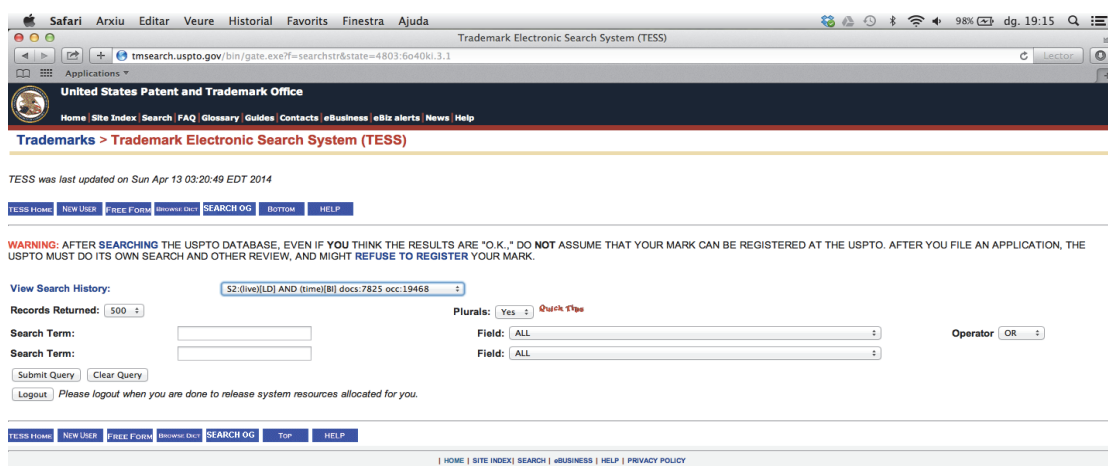 Safari Arxiu Editar Veure Historial Favorits Finestra Ajuda 98% dg. 19:15
Trademark Electronic Search System (TESS)
tmsearch.uspto.gov/bin/gate.exe?f=searchstr&state=4803:6o40ki.3.1 Lector
Applications
United States Patent and Trademark Office
Home | Site Index | Search | FAQ | Glossary | Guides | Contacts | eBusiness | eBiz alerts | News | Help
Trademarks > Trademark Electronic Search System (TESS)
TESS was last updated on Sun Apr 13 03:20:49 EDT 2014
TESS HOME NEW USER FREE FORM BROWSE DICT SEARCH OG BOTTOM HELP
WARNING: AFTER SEARCHING THE USPTO DATABASE, EVEN IF YOU THINK THE RESULTS ARE "O.K.," DO NOT ASSUME THAT YOUR MARK CAN BE REGISTERED AT THE USPTO. AFTER YOU FILE AN APPLICATION, THE
USPTO MUST DO ITS OWN SEARCH AND OTHER REVIEW, AND MIGHT REFUSE TO REGISTER YOUR MARK.
View Search History: S2:(live)[LD] AND (time)[BI] docs:7825 occ:19468
Records Returned: 500 Plurals: Yes Quick Tips
Search Term: Field: ALL Operator OR
Search Term: Field: ALL
Submit Query Clear Query
Logout Please logout when you are done to release system resources allocated for you.
TESS HOME NEW USER FREE FORM BROWSE DICT SEARCH OG TOP HELP
| HOME | SITE INDEX| SEARCH | eBUSINESS | HELP | PRIVACY POLICY